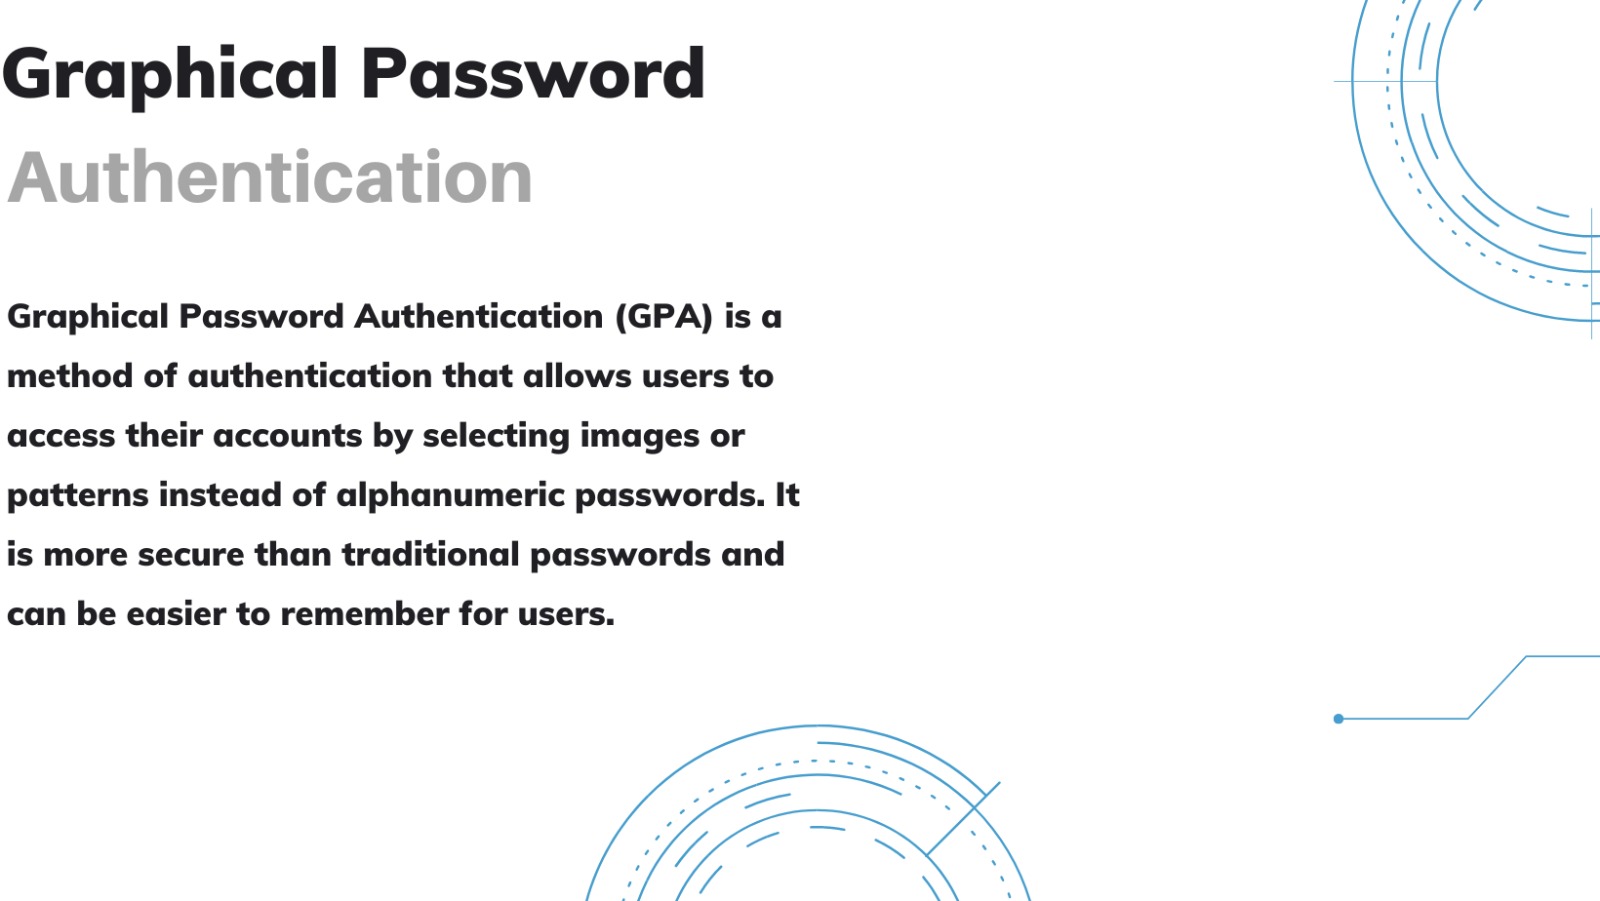 Graphical Password
Authentication
Graphical Password Authentication (GPA) is a
method of authentication that allows users to
access their accounts by selecting images or
patterns instead of alphanumeric passwords. It
is more secure than traditional passwords and
can be easier to remember for users.